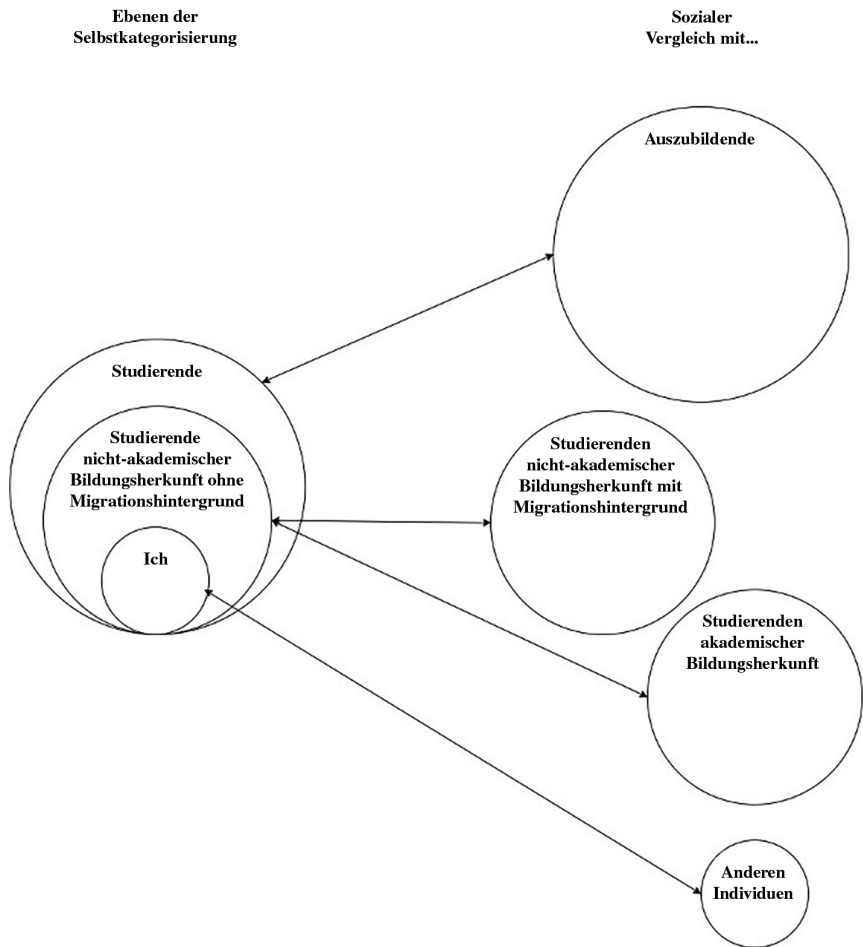 Ebenen der
Selbstkategorisierung
Sozialer
Vergleich mit...
Auszubildende
Studierende
Studierende
nicht-akademischer
Bildungsherkunft ohne
Migrationshintergrund
Ich
Studierenden
nicht-akademischer
Bildungsherkunft mit
Migrationshintergrund
Studierenden
akademischer
Bildungsherkunft
Anderen
Individuen